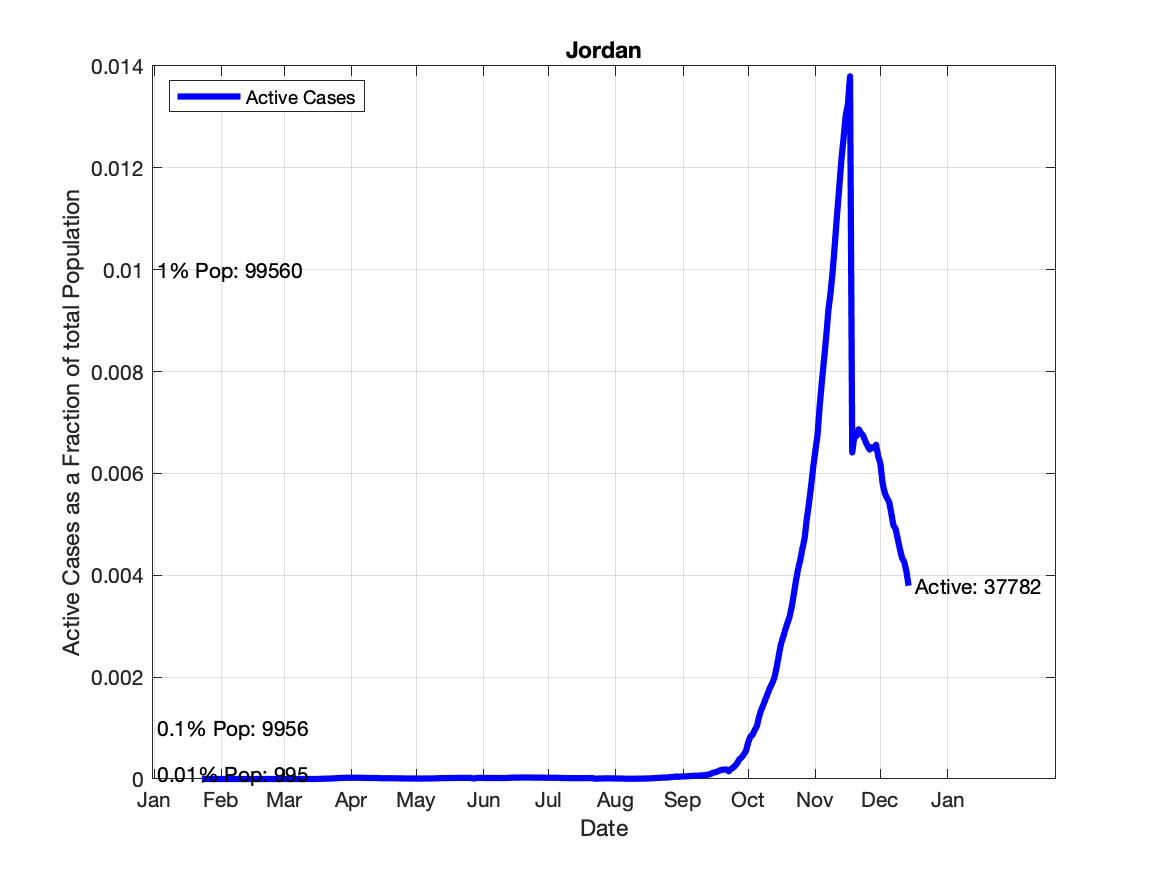 Jordan
Active Cases
Active Cases as a Fraction of total Population
0.014
0.012
0.01
0.008
0.006
0.004
0.002
0
1% Pop: 99560
0.1% Pop: 9956
0.01% Pop: 995
Active: 37782
Jan Feb Mar Apr May Jun Jul Aug Sep Oct Nov Dec Jan
Date